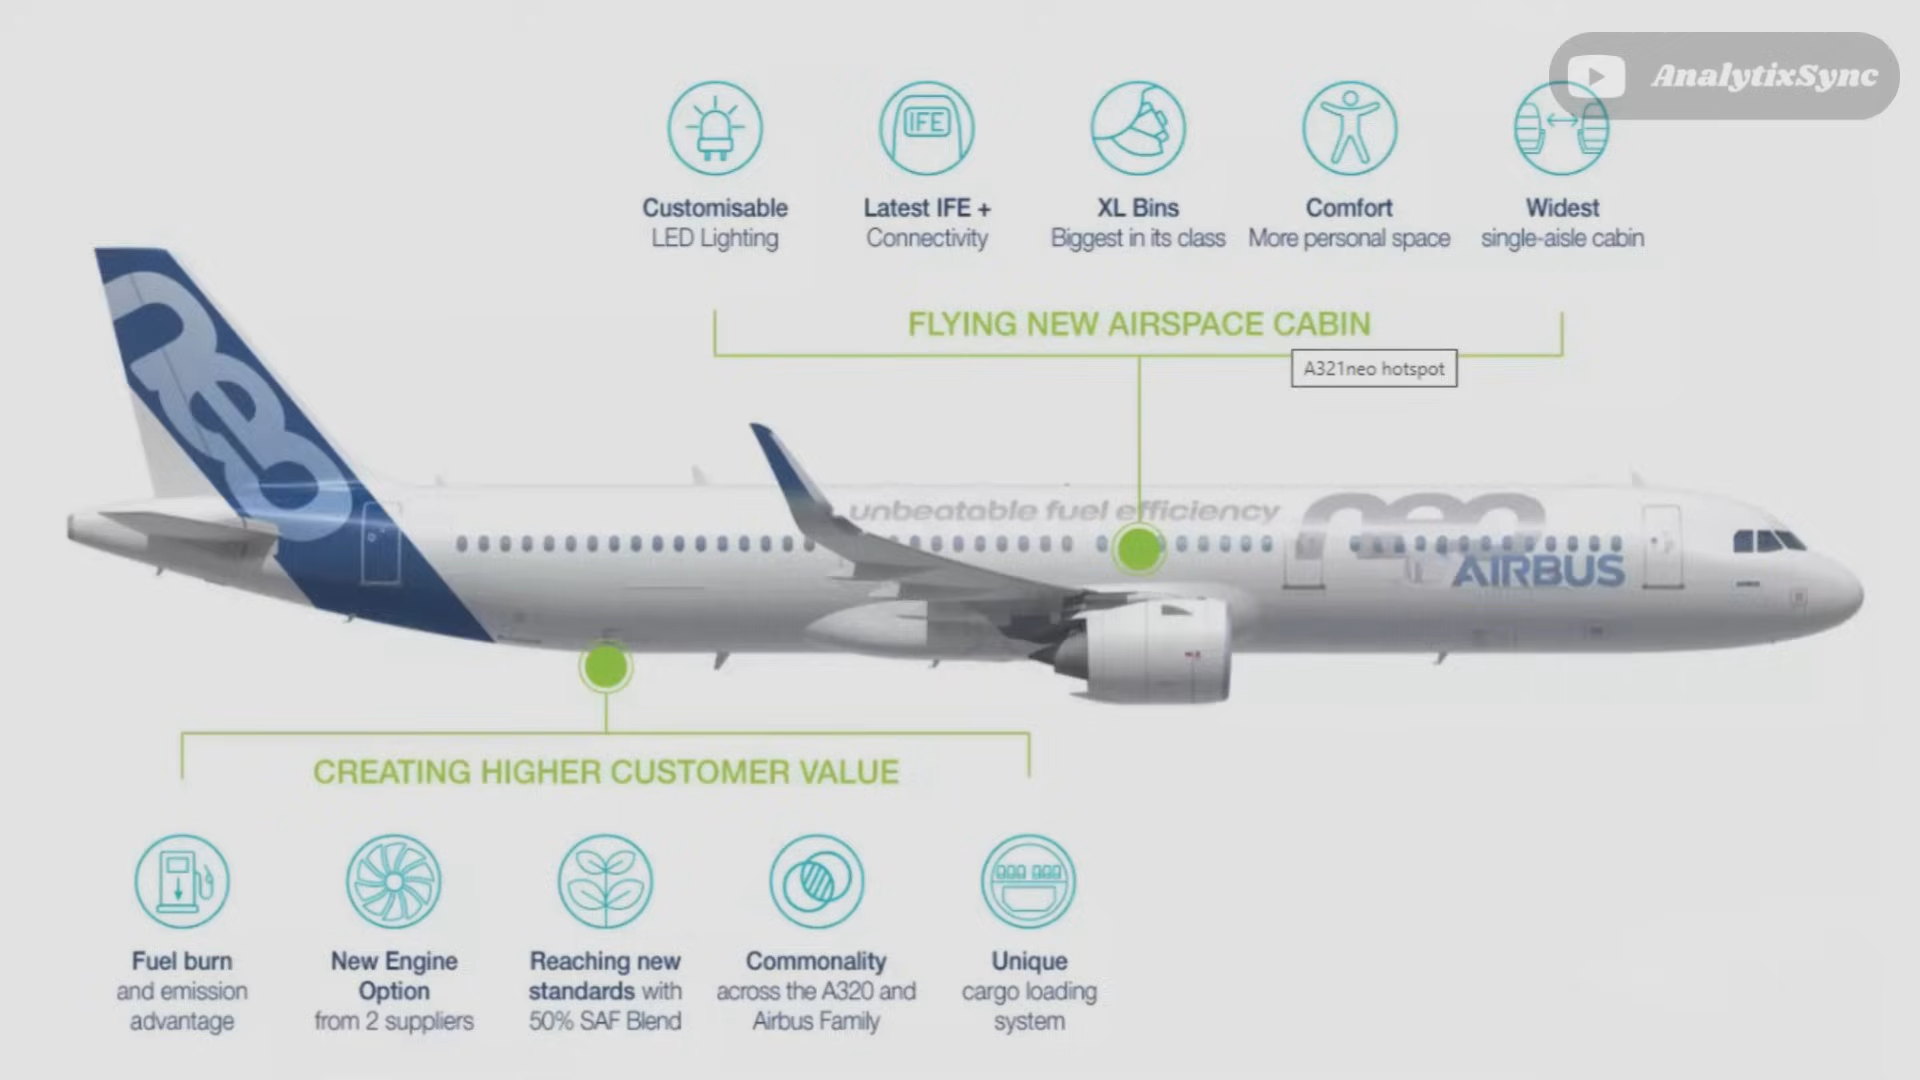 AnalytixSync
IFE
Customisable
LED Lighting
Latest IFE +
Connectivity
XL Bins
Biggest in its class
Comfort
More personal space
Widest
single-aisle cabin
FLYING NEW AIRSPACE CABIN
A321neo hotspot
neo
unbeatable fuel efficiency
neo
AIRBUS
CREATING HIGHER CUSTOMER VALUE
Fuel burn
and emission
advantage
New Engine
Option
from 2 suppliers
Reaching new
standards with
50% SAF Blend
Commonality
across the A320 and
Airbus Family
Unique
cargo loading
system